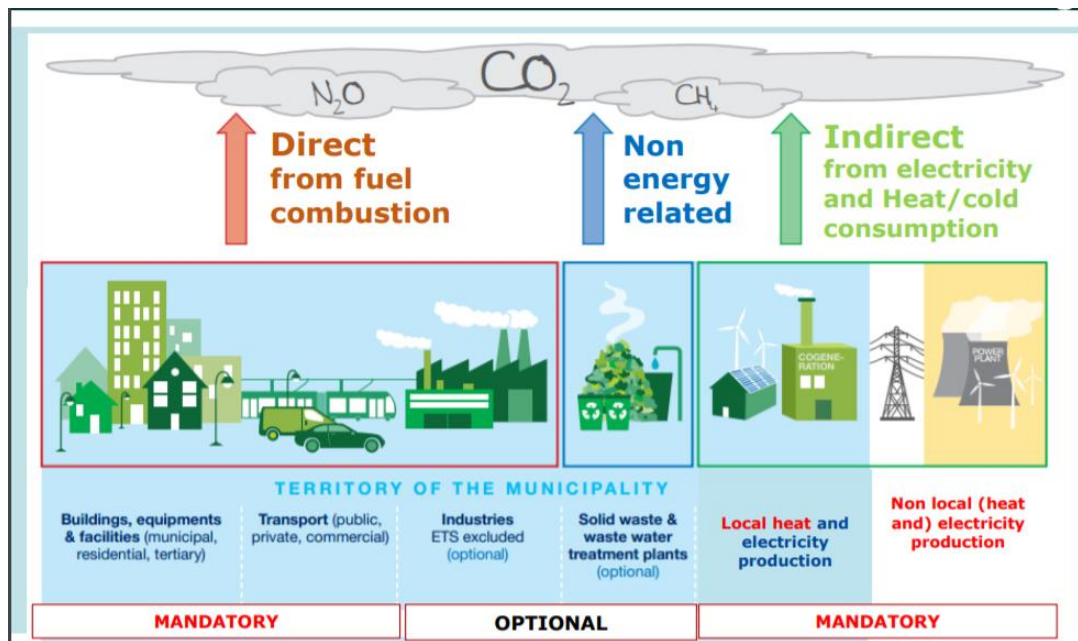 CO₂
N₂O
CH₄
Direct
from fuel
combustion
Non
energy
related
Indirect
from electricity
and Heat/cold
consumption
COGENE-
RATION
POWER
PLANT
TERRITORY OF THE MUNICIPALITY
Buildings, equipments
& facilities (municipal,
residential, tertiary)
Transport (public,
private, commercial)
Industries
ETS excluded
(optional)
Solid waste &
waste water
treatment plants
(optional)
Local heat and
electricity
production
Non local (heat
and) electricity
production
MANDATORY
OPTIONAL
MANDATORY